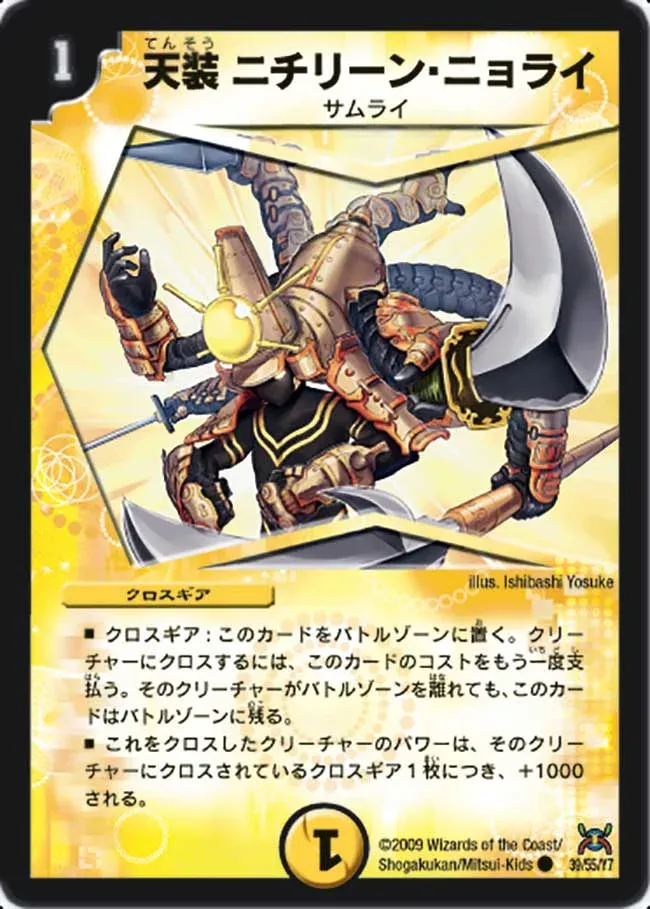 1
てんそう
天装 ニチリーン・ニョライ
サムライ
illus. Ishibashi Yosuke
クロスギア
■ クロスギア：このカードをバトルゾーンに置く。クリー
チャーにクロスするには、このカードのコストをもう一度支
払う。そのクリーチャーがバトルゾーンを離れても、このカー
ドはバトルゾーンに残る。
■ これをクロスしたクリーチャーのパワーは、そのクリー
チャーにクロスされているクロスギア１枚につき、＋1000
される。
1
©2009 Wizards of the Coast/
Shogakukan/Mitsui-Kids
39/55/Y7